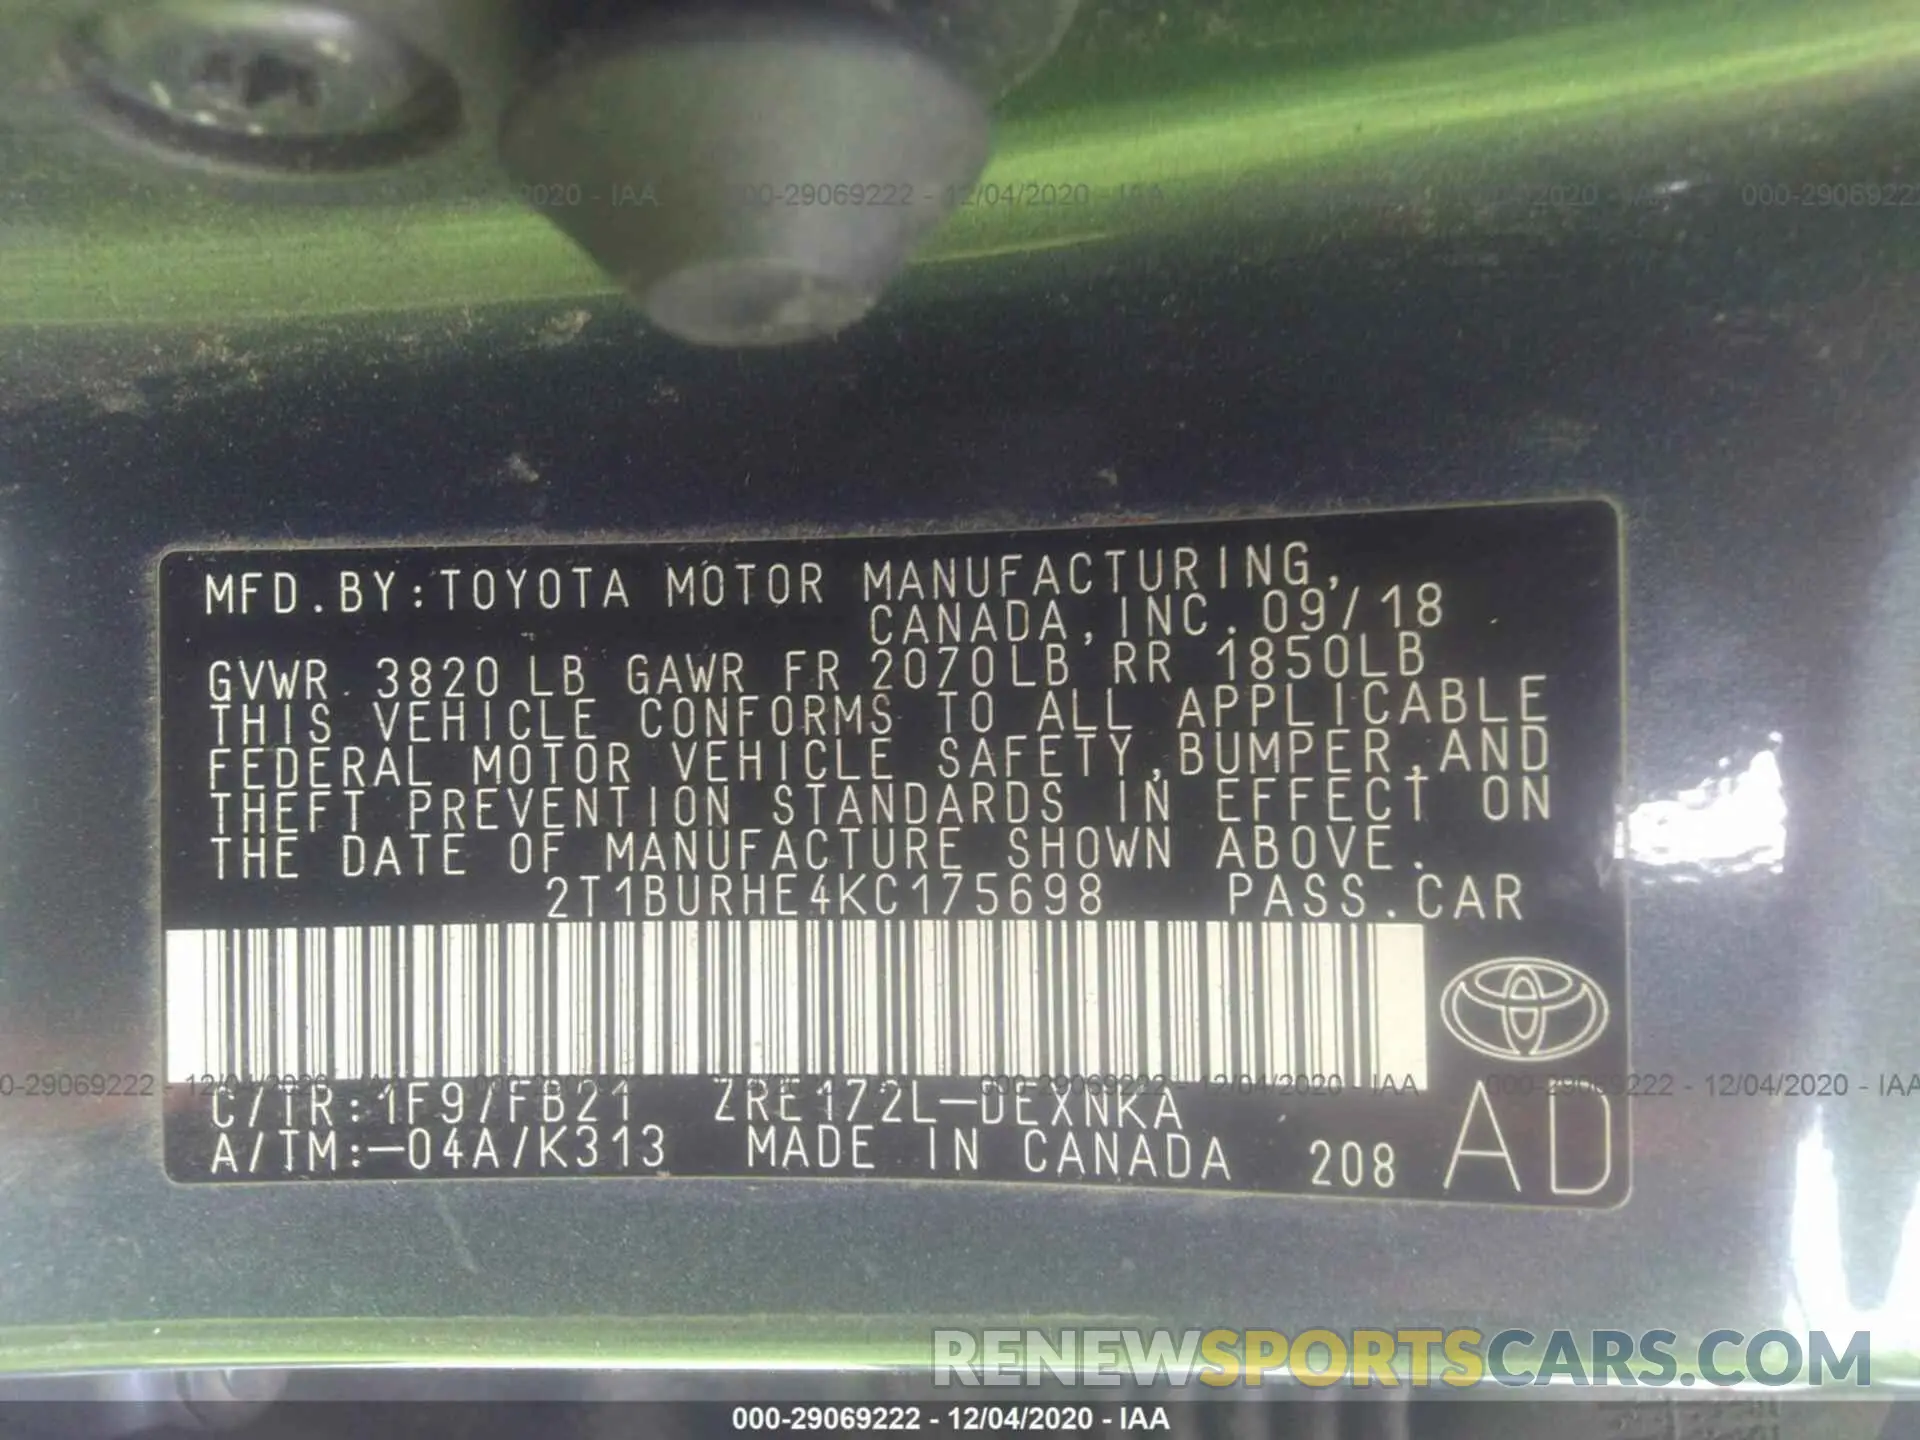 000-29069222 - 12/04/2020 - IAA
MFD.BY:TOYOTA MOTOR MANUFACTURING,
CANADA,INC. 09/18
GVWR 3820 LB GAWR FR 2070LB RR 1850LB
THIS VEHICLE CONFORMS TO ALL APPLICABLE
FEDERAL MOTOR VEHICLE SAFETY,BUMPER,AND
THEFT PREVENTION STANDARDS IN EFFECT ON
THE DATE OF MANUFACTURE SHOWN ABOVE.
2T1BURHE4KC175698 PASS.CAR
000-29069222 - 12/04/2020 - IAA
C/TR:1F9/FB21 ZRE172L-DEXNKA
A/TM:-04A/K313 MADE IN CANADA 208 AD
RENEWSPORTSCARS.COM
000-29069222 - 12/04/2020 - IAA